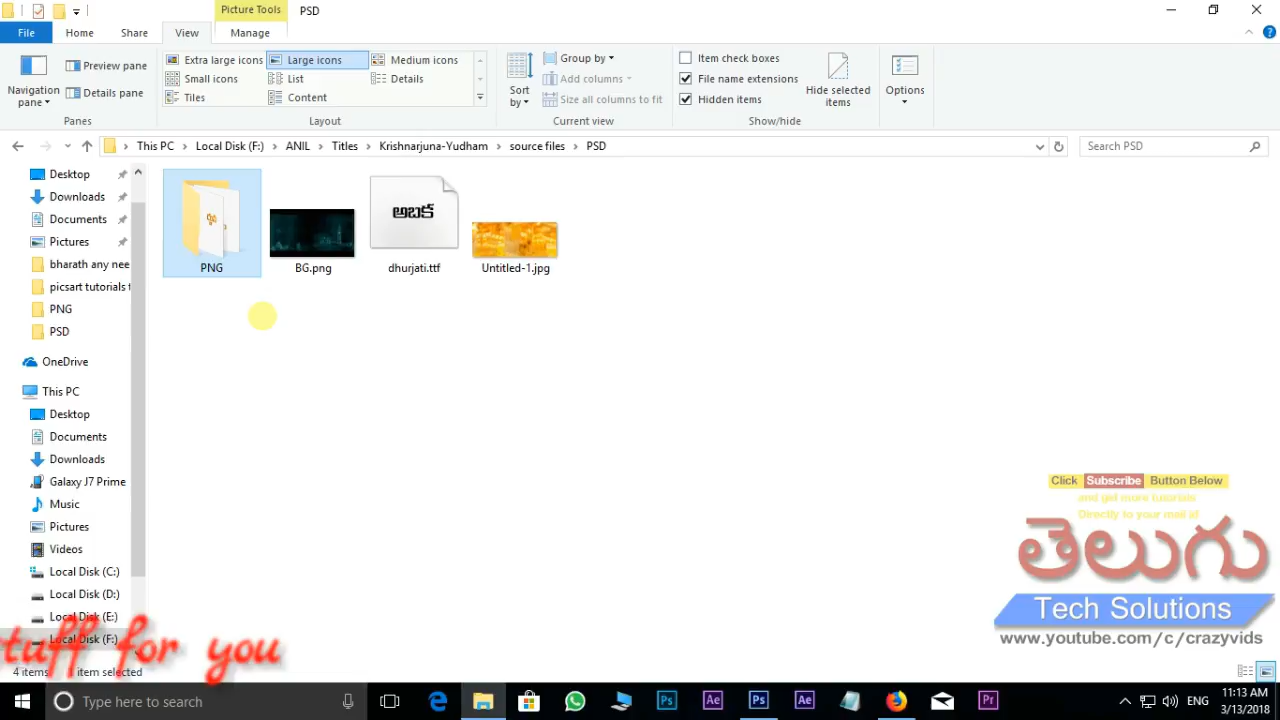 Picture Tools
PSD
File
Home
Share
View
Manage
Navigation pane
Preview pane
Details pane
Panes
Extra large icons
Large icons
Medium icons
Small icons
List
Details
Tiles
Content
Layout
Sort by
Group by
Add columns
Size all columns to fit
Current view
Item check boxes
File name extensions
Hidden items
Hide selected items
Show/hide
Options
This PC
Local Disk (F:)
ANIL
Titles
Krishnarjuna-Yudham
source files
PSD
Search PSD
Desktop
Downloads
Documents
Pictures
bharath any nee
picsart tutorials t
PNG
PSD
OneDrive
This PC
Desktop
Documents
Downloads
Galaxy J7 Prime
Music
Pictures
Videos
Local Disk (C:)
Local Disk (D:)
Local Disk (E:)
Local Disk (F:)
PNG
BG.png
అబక
dhurjati.ttf
Untitled-1.jpg
Click Subscribe Button Below
and get more tutorials
Directly to your mail id
తెలుగు
Tech Solutions
www.youtube.com/c/crazyvids
tuff for you
4 items
1 item selected
Type here to search
Ps
Ae
Ps
Ae
Pr
ENG
11:13 AM
3/13/2018